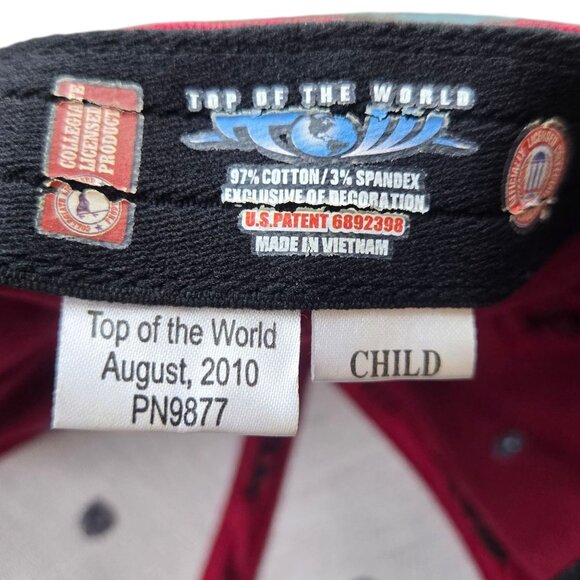 COLLEGIATE
LICENSED
PRODUCT
TOP OF THE WORLD
TOW
97% COTTON/3% SPANDEX
EXCLUSIVE OF DECORATION
U.S.PATENT 6892398
MADE IN VIETNAM
Top of the World
August, 2010
PN9877
CHILD